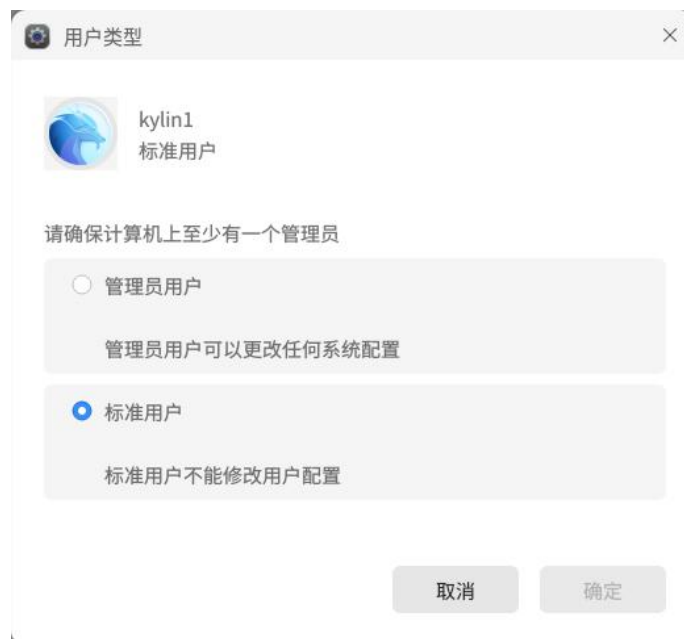 用户类型
kylin1
标准用户
请确保计算机上至少有一个管理员
管理员用户
管理员用户可以更改任何系统配置
标准用户
标准用户不能修改用户配置
取消
确定